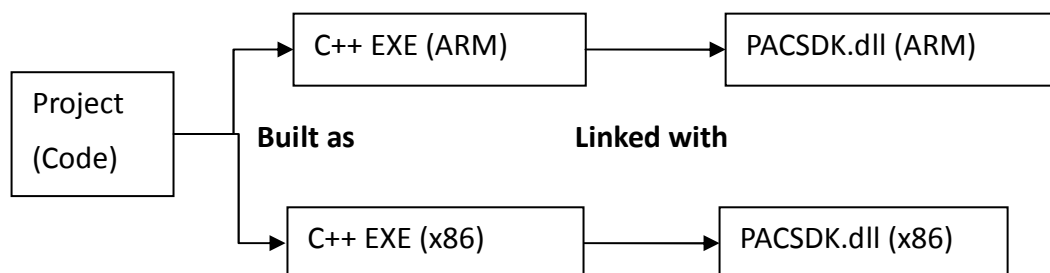 C++ EXE (ARM)
PACSDK.dll (ARM)
Project
(Code)
Built as
Linked with
C++ EXE (x86)
PACSDK.dll (x86)